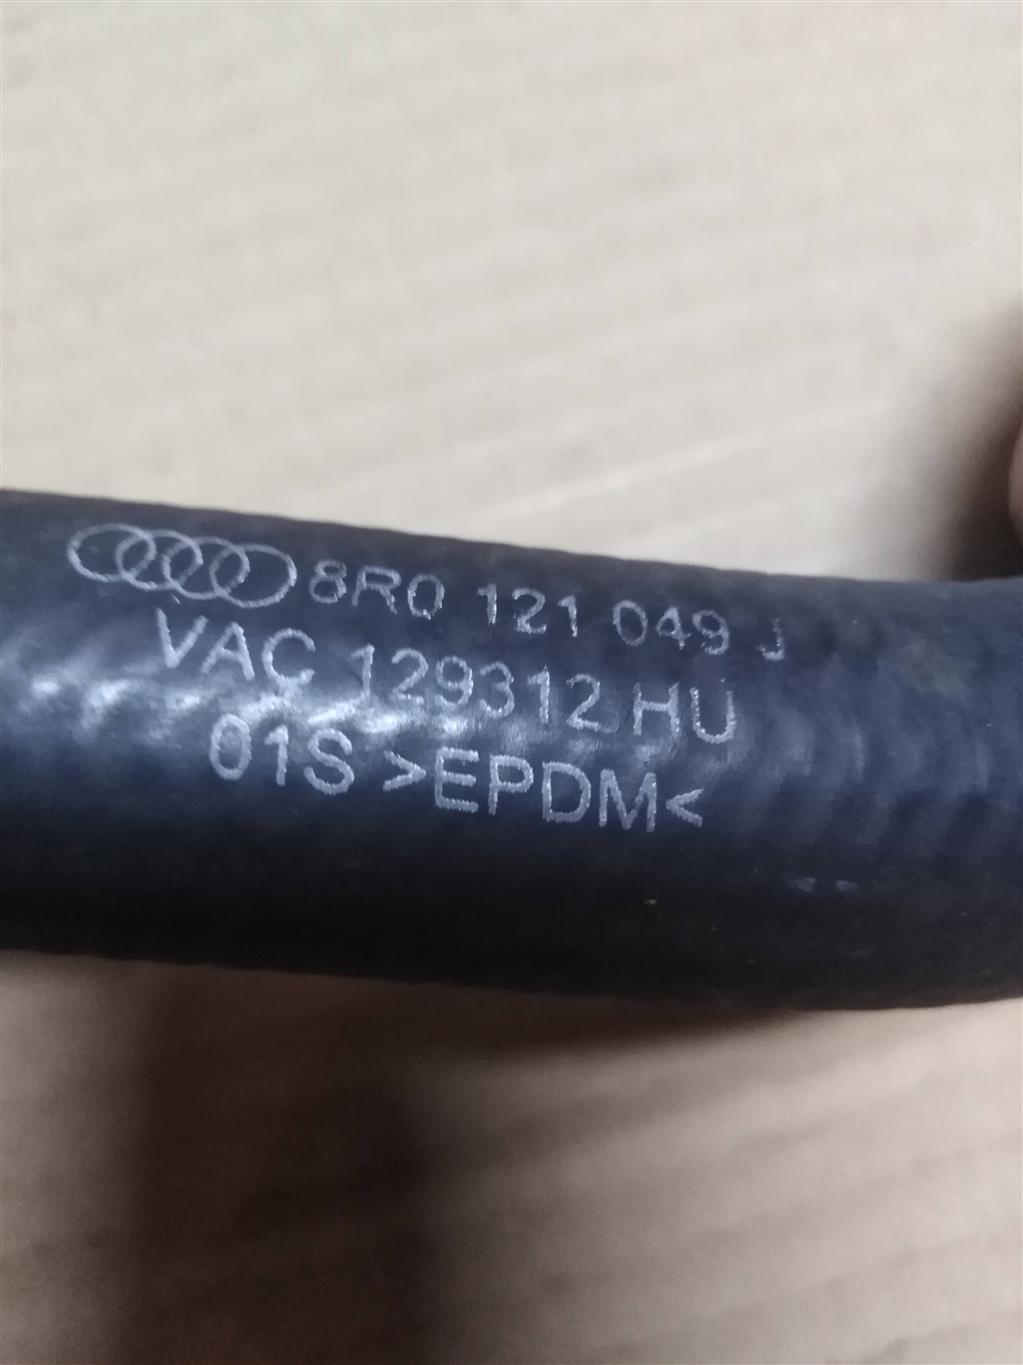 8R0 121 049 J
VAC 129312 HU
01S >EPDM<